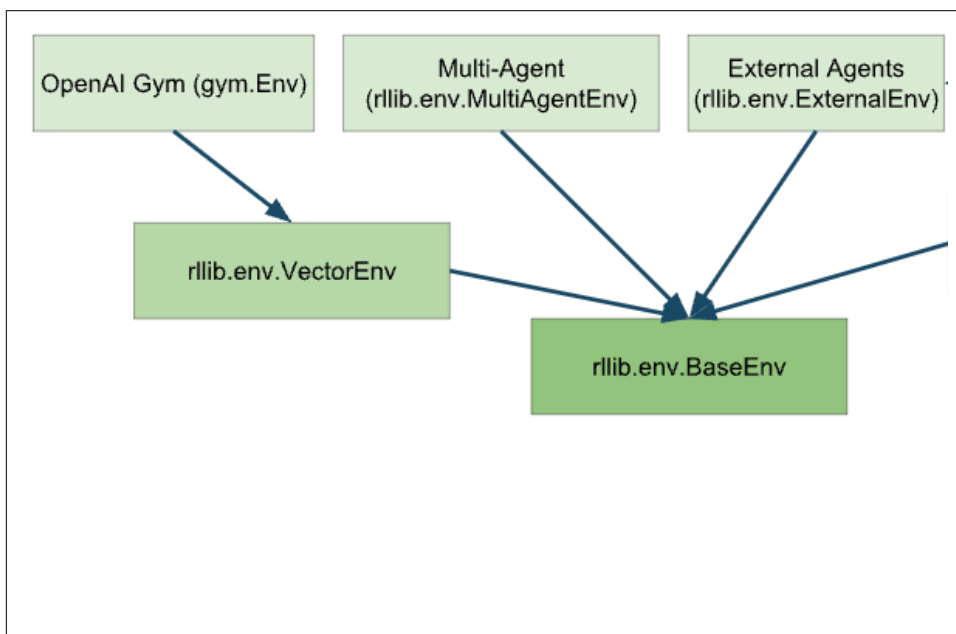 OpenAI Gym (gym.Env)
Multi-Agent
(rllib.env.MultiAgentEnv)
External Agents
(rllib.env.ExternalEnv)
rllib.env.VectorEnv
rllib.env.BaseEnv